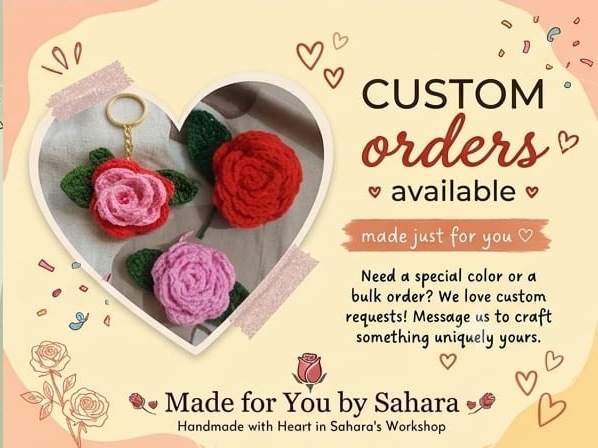 CUSTOM
orders
available
made just for you ♡
Need a special color or a
bulk order? We love custom
requests! Message us to craft
something uniquely yours.
Made for You by Sahara
Handmade with Heart in Sahara's Workshop